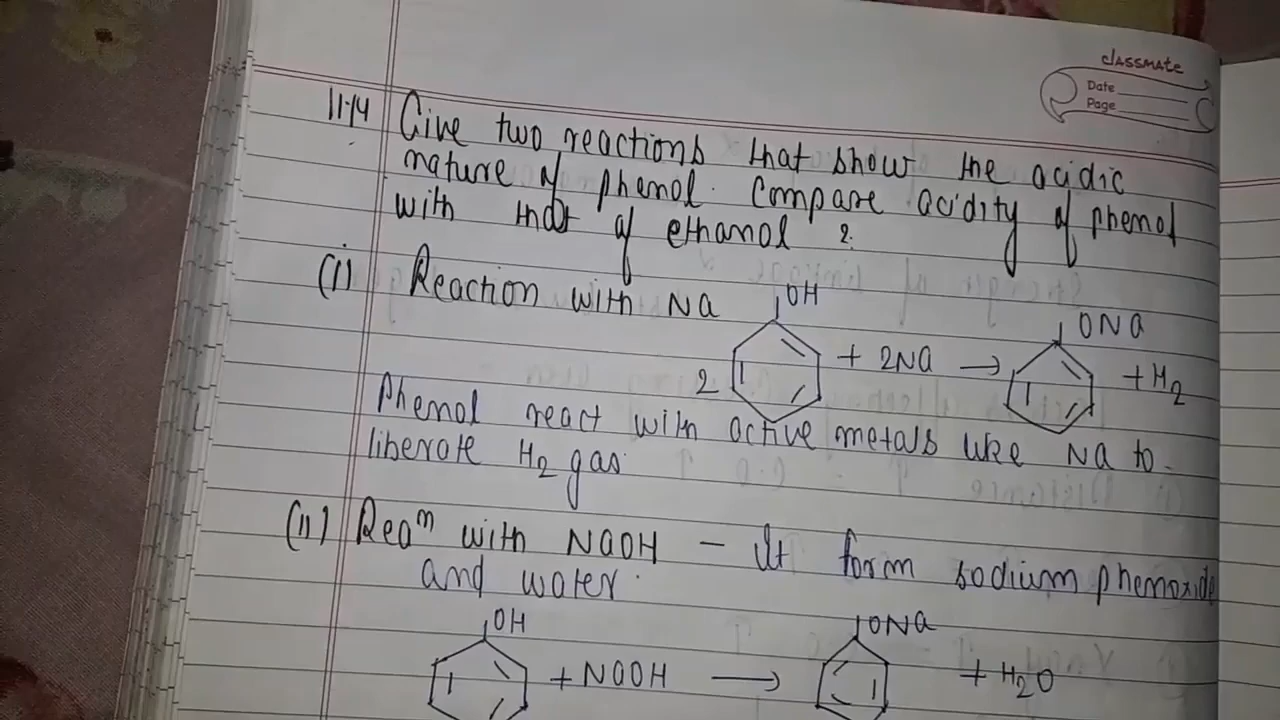 classmate
Date
Page
11.14 Give two reactions that show the acidic
nature of phenol. Compare acidity of phenol
with that of ethanol ?
(i) Reaction with Na
OH
ONa
2 + 2Na → + H2
Phenol react with active metals like Na to
liberate H2 gas.
(ii) Reaⁿ with NaOH – It form sodium phenoxide
and water.
OH
ONa
+ NaOH → + H2O